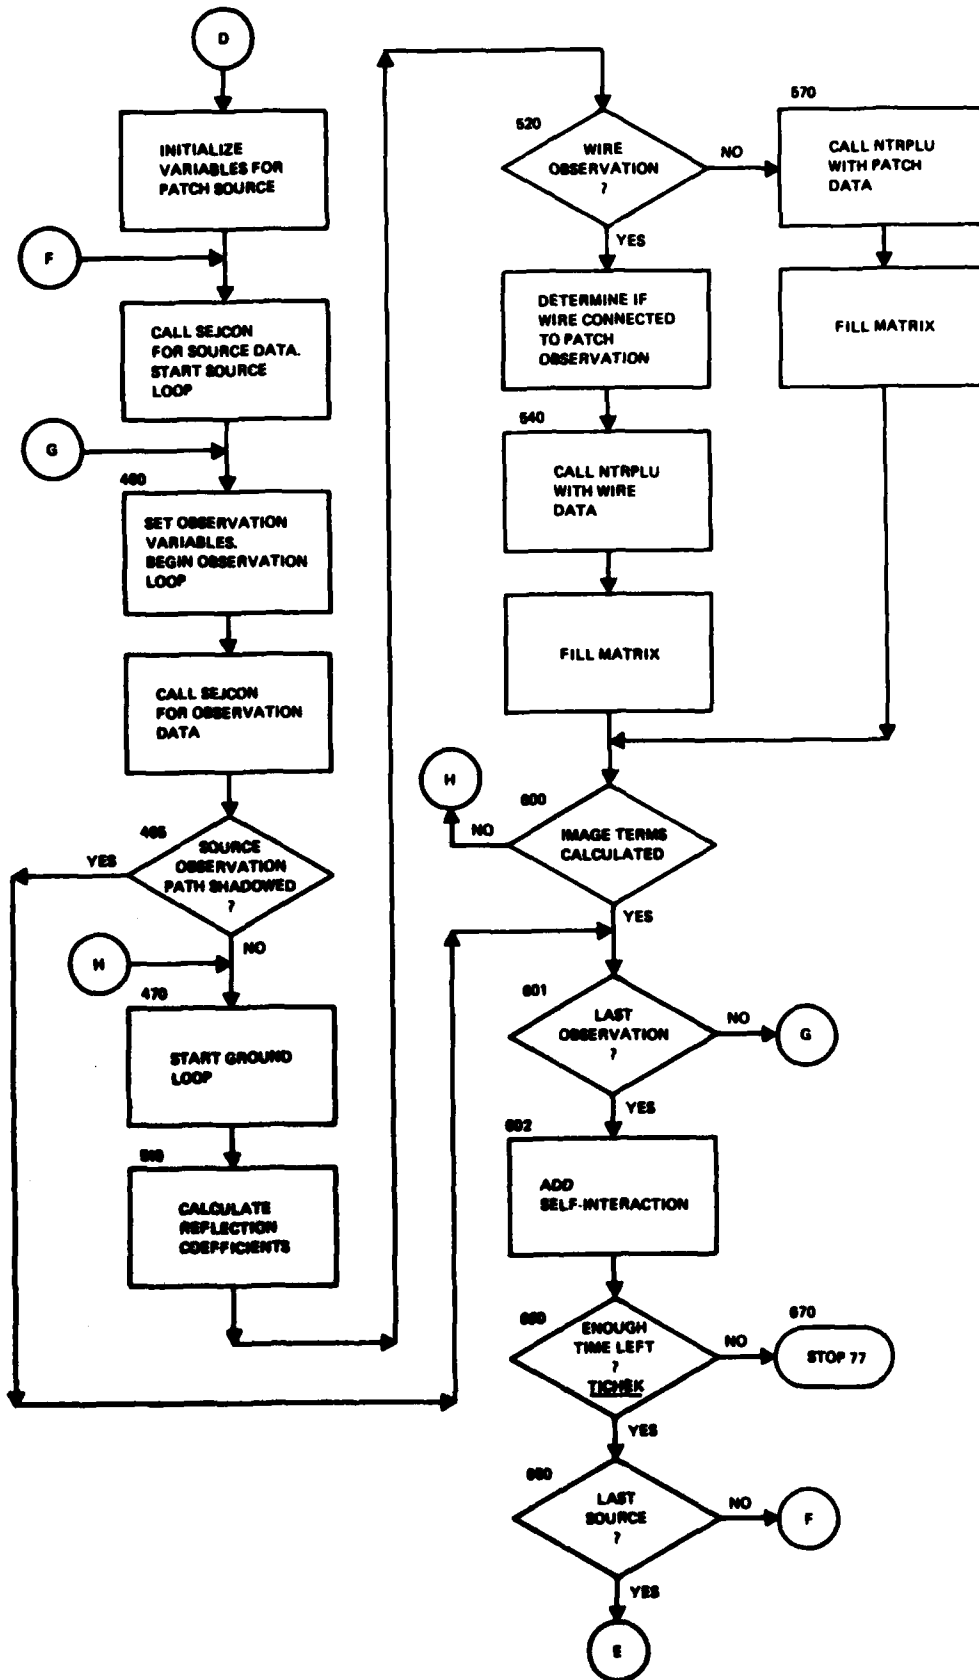 D
INITIALIZE
VARIABLES FOR
PATCH SOURCE
F
CALL SEJCON
FOR SOURCE DATA.
START SOURCE
LOOP
G
460
SET OBSERVATION
VARIABLES.
BEGIN OBSERVATION
LOOP
CALL SEJCON
FOR OBSERVATION
DATA
465
YES
SOURCE
OBSERVATION
PATH SHADOWED
?
NO
H
470
START GROUND
LOOP
510
CALCULATE
REFLECTION
COEFFICIENTS
520
WIRE
OBSERVATION
?
NO
YES
570
CALL NTRPLU
WITH PATCH
DATA
FILL MATRIX
DETERMINE IF
WIRE CONNECTED
TO PATCH
OBSERVATION
540
CALL NTRPLU
WITH WIRE
DATA
FILL MATRIX
H
NO
600
IMAGE TERMS
CALCULATED
YES
601
LAST
OBSERVATION
?
NO
G
YES
602
ADD
SELF-INTERACTION
ENOUGH
TIME LEFT
?
TICHEK
NO
670
STOP 77
YES
LAST
SOURCE
?
NO
F
YES
E